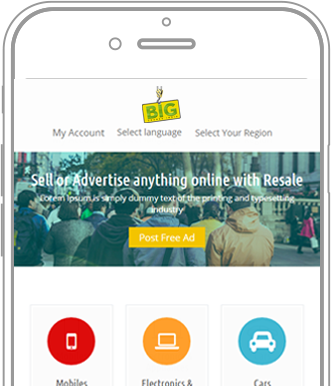 BIG
My Account Select language Select Your Region
Sell or Advertise anything online with Resale
Lorem Ipsum is simply dummy text of the printing and typesetting
industry
Post Free Ad
Mobiles Electronics & Cars